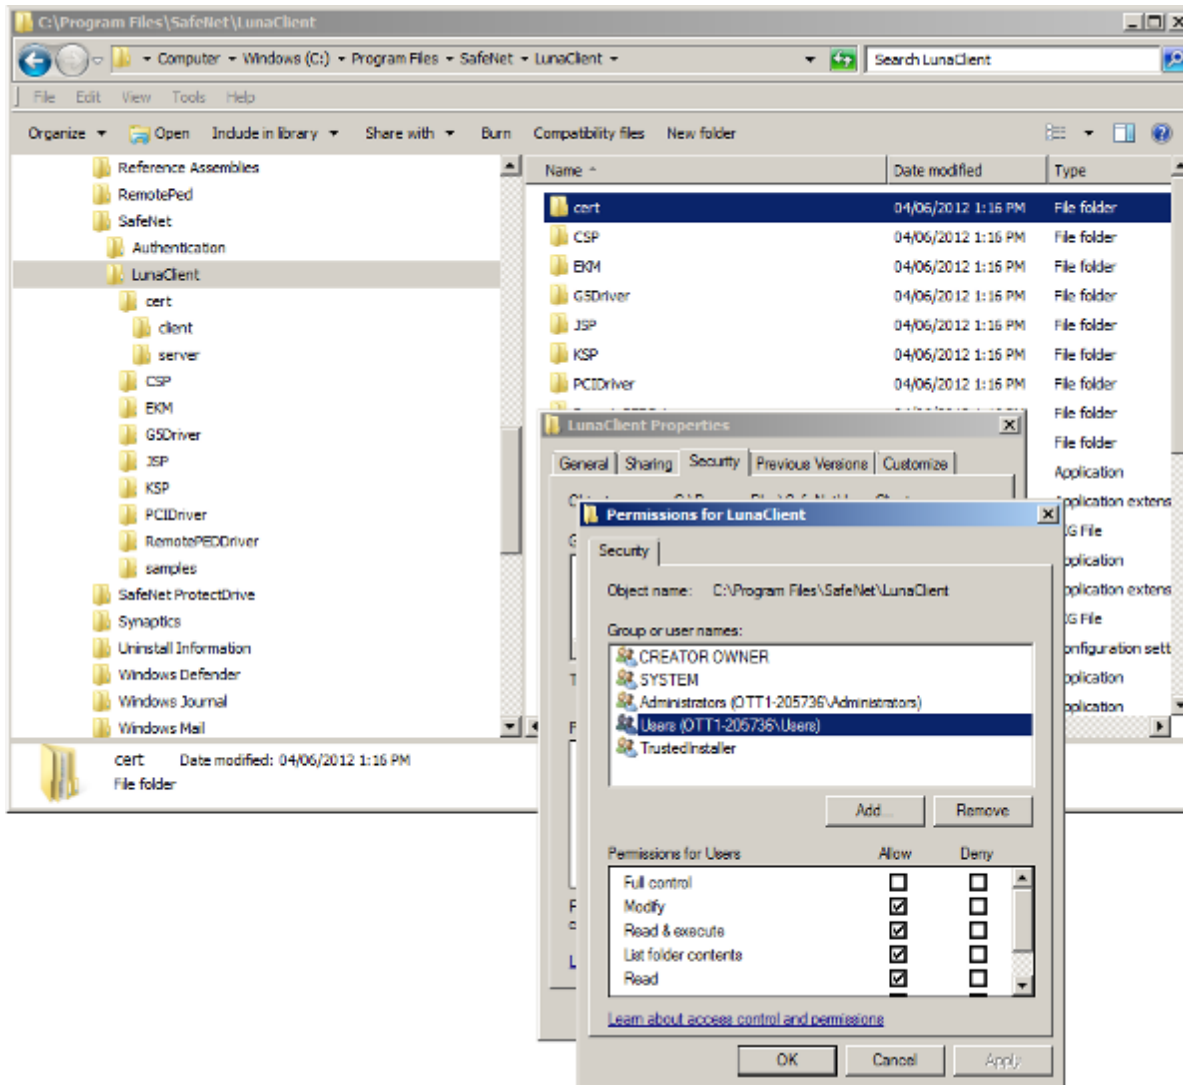 C:\Program Files\SafeNet\LunaClient
Computer Windows (C:) Program Files SafeNet LunaClient
Search LunaClient
File Edit View Tools Help
Organize Open Include in library Share with Burn Compatibility files New folder
Reference Assemblies
RemotePed
SafeNet
Authentication
LunaClient
cert
client
server
CSP
EKM
G5Driver
JSP
KSP
PCIDriver
RemotePEDDriver
samples
SafeNet ProtectDrive
Synaptics
Uninstall Information
Windows Defender
Windows Journal
Windows Mail
Name Date modified Type
cert 04/06/2012 1:16 PM File folder
CSP 04/06/2012 1:16 PM File folder
EKM 04/06/2012 1:16 PM File folder
G5Driver 04/06/2012 1:16 PM File folder
JSP 04/06/2012 1:16 PM File folder
KSP 04/06/2012 1:16 PM File folder
PCIDriver 04/06/2012 1:16 PM File folder
File folder
File folder
Application
Application extens
File
Application
File
Application
Application
cert Date modified: 04/06/2012 1:16 PM
File folder
LunaClient Properties
General Sharing Security Previous Versions Customize
Permissions for LunaClient
Security
Object name: C:\Program Files\SafeNet\LunaClient
Group or user names:
CREATOR OWNER
SYSTEM
Administrators (OTT1-205736\Administrators)
Users (OTT1-205736\Users)
TrustedInstaller
Add... Remove
Permissions for Users Allow Deny
Full control
Modify
Read & execute
List folder contents
Read
Learn about access control and permissions
OK Cancel Apply